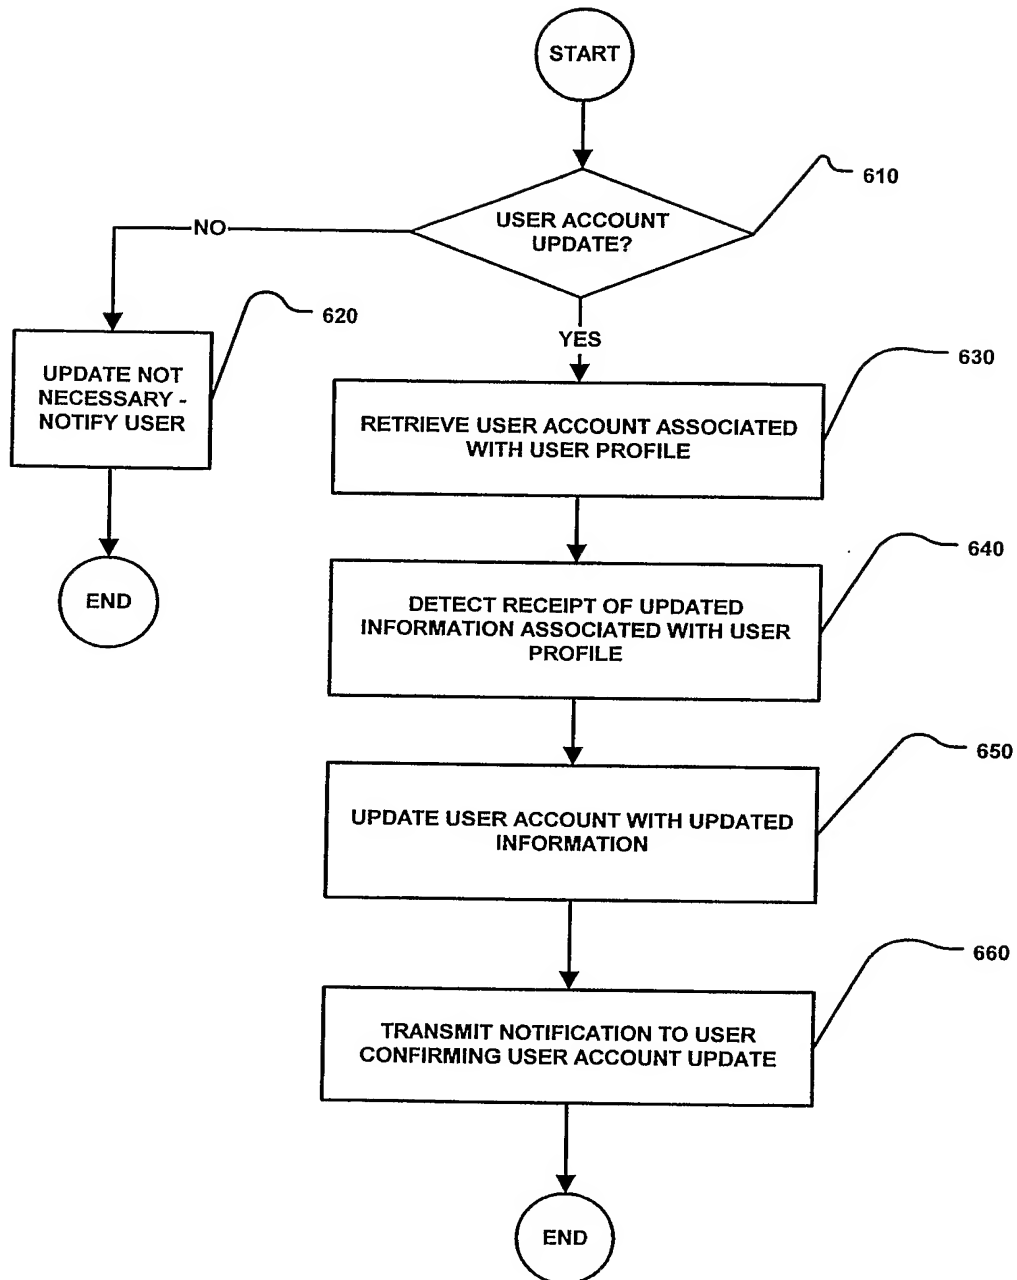 START
610
USER ACCOUNT
UPDATE?
NO
620
YES
UPDATE NOT
NECESSARY -
NOTIFY USER
630
RETRIEVE USER ACCOUNT ASSOCIATED
WITH USER PROFILE
640
END
DETECT RECEIPT OF UPDATED
INFORMATION ASSOCIATED WITH USER
PROFILE
650
UPDATE USER ACCOUNT WITH UPDATED
INFORMATION
660
TRANSMIT NOTIFICATION TO USER
CONFIRMING USER ACCOUNT UPDATE
END